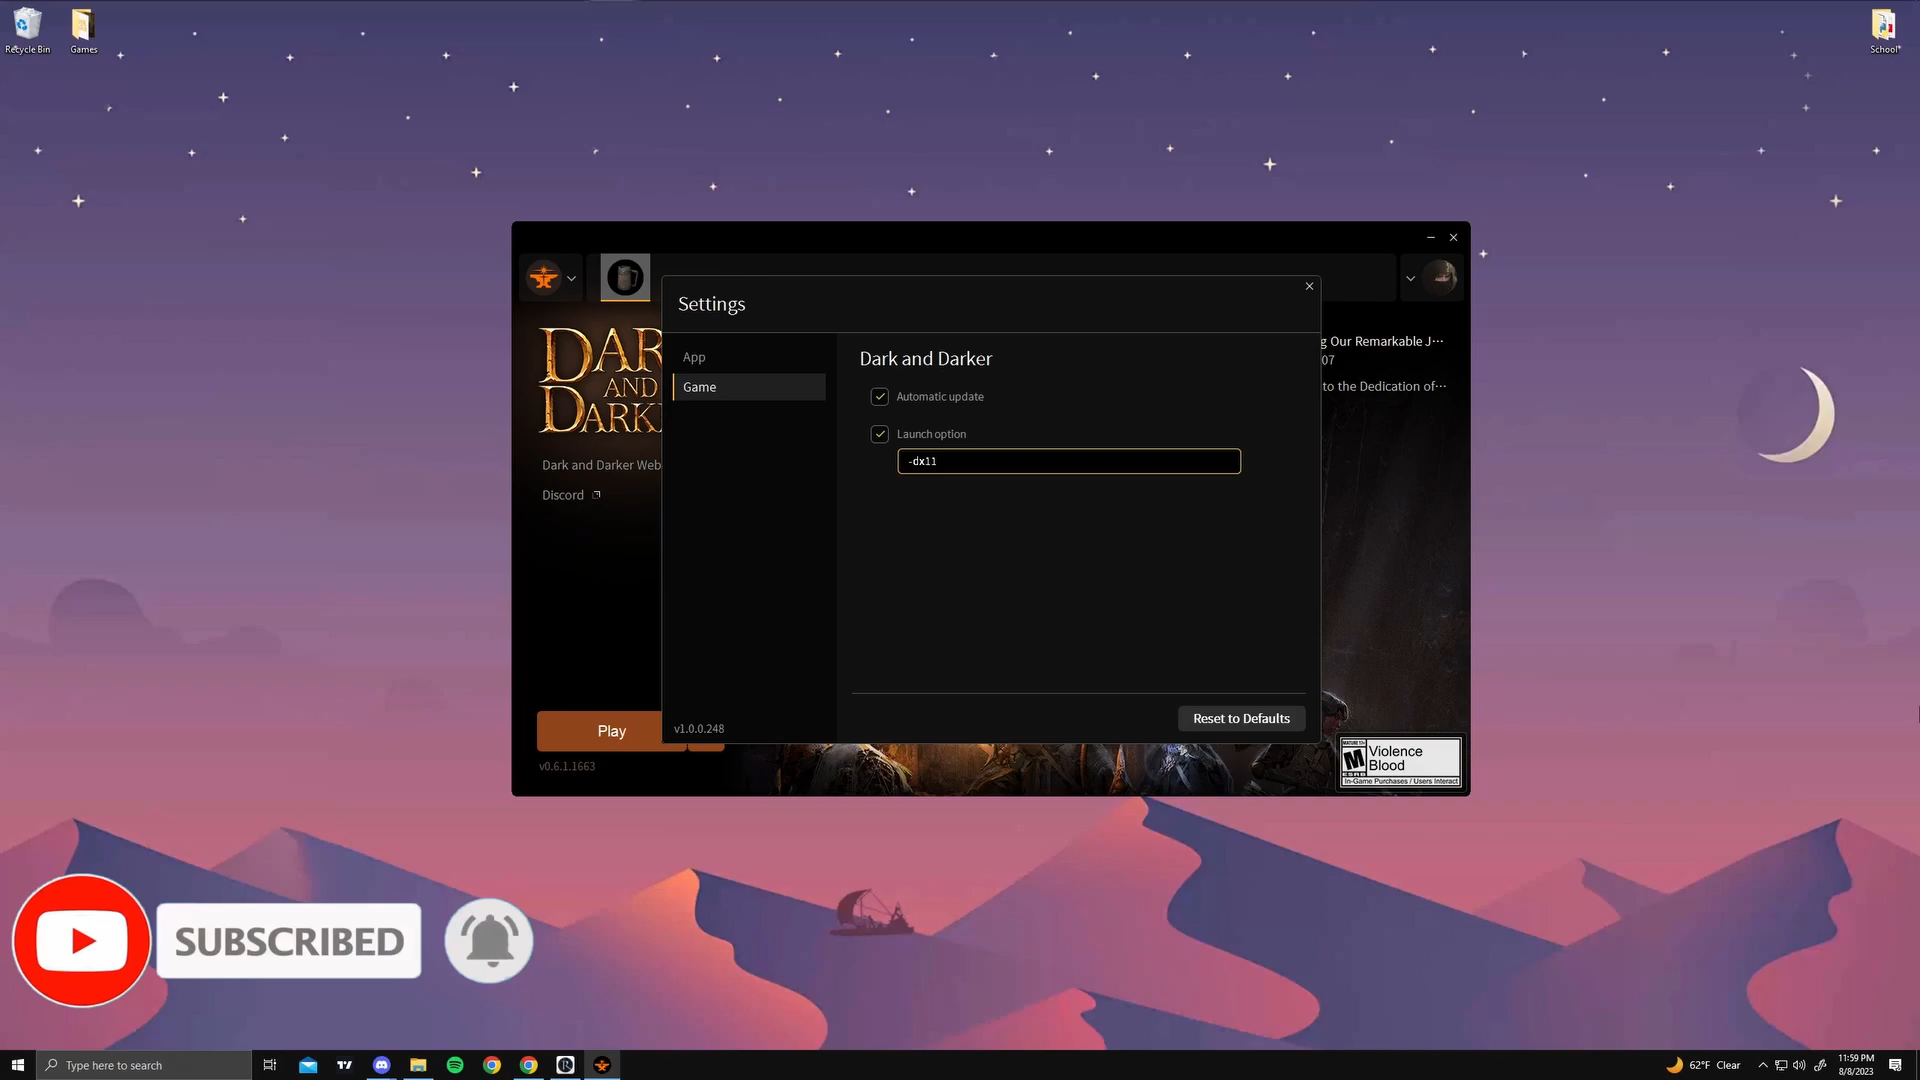 Recycle Bin
Games
School*
Settings
App
Game
Dark and Darker
Automatic update
Launch option
-dx11
Reset to Defaults
v1.0.0.248
DAR
AND
DARK
Dark and Darker Web
Discord
g Our Remarkable J···
07
to the Dedication of···
Play
v0.6.1.1663
MATURE 17+
M
ESRB
Violence
Blood
In-Game Purchases / Users Interact
SUBSCRIBED
Type here to search
62°F Clear
11:59 PM
8/8/2023